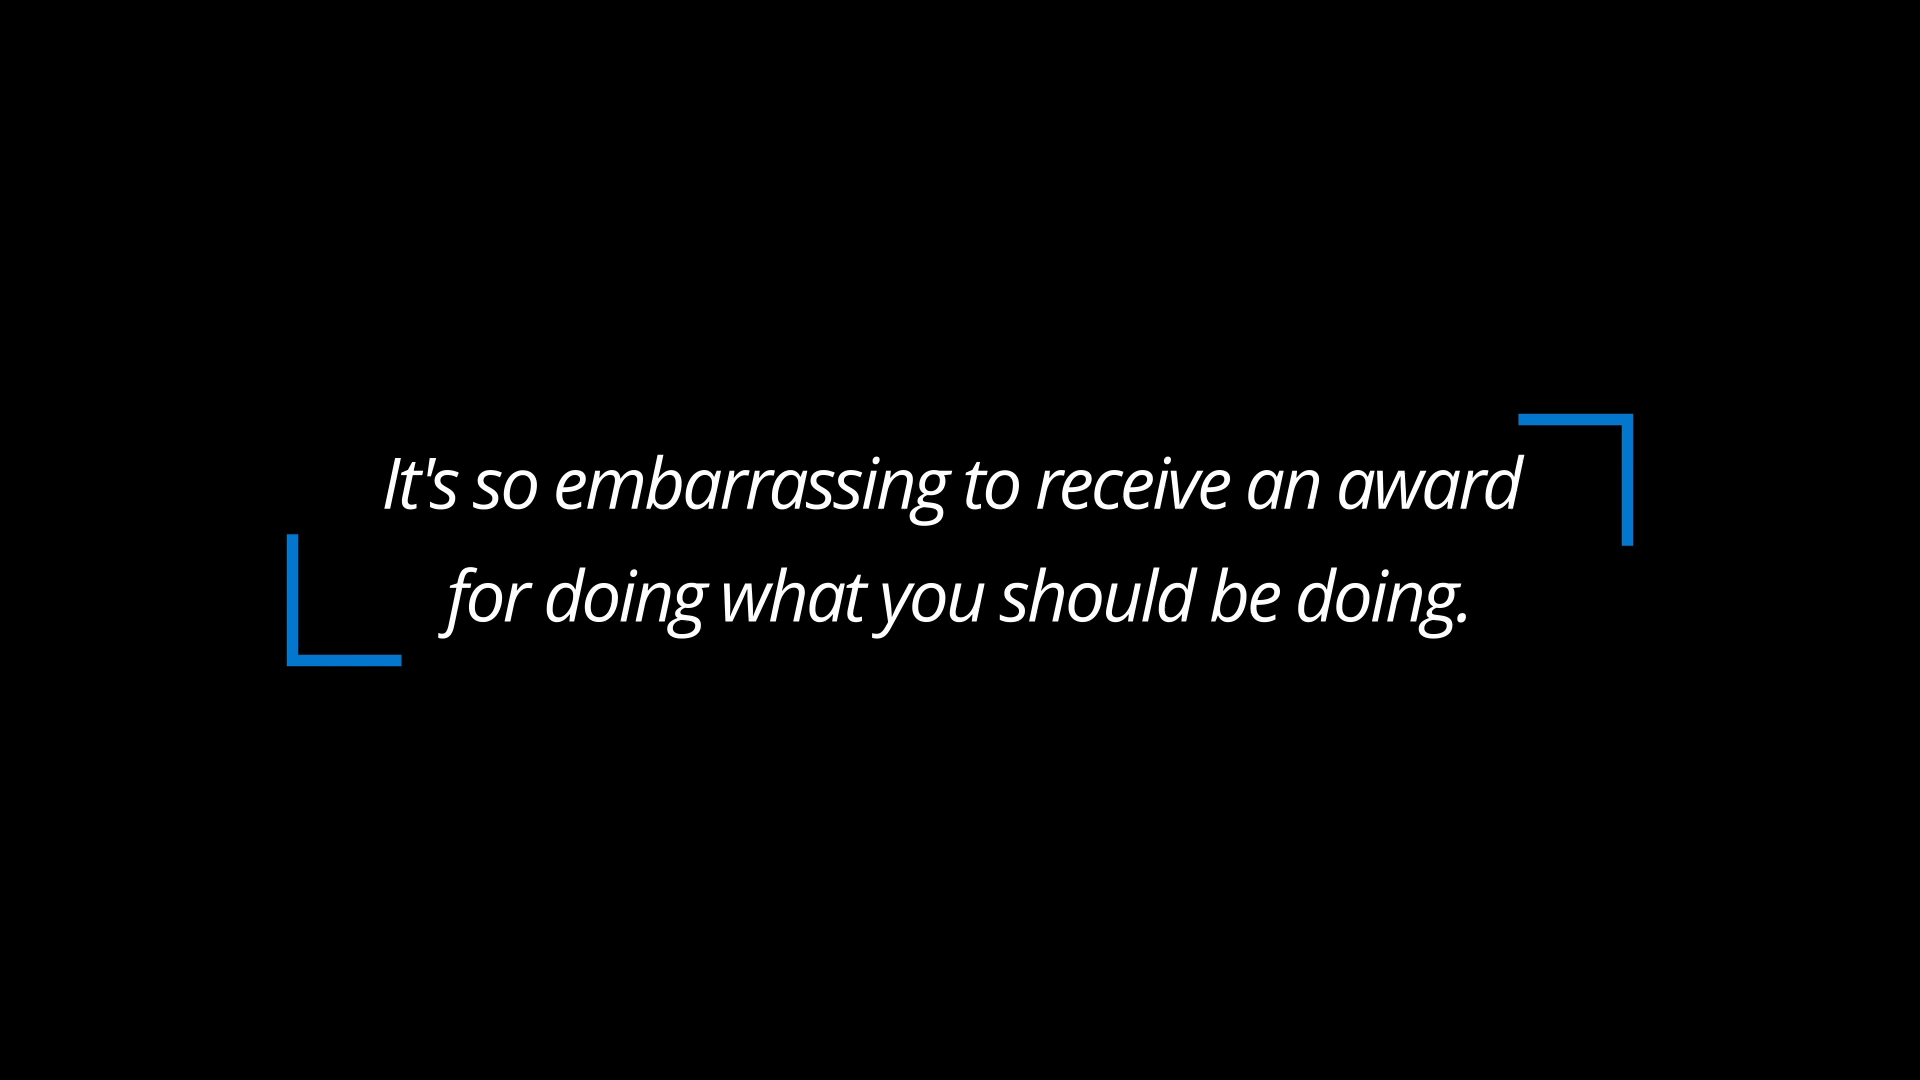 It's so embarrassing to receive an award
for doing what you should be doing.